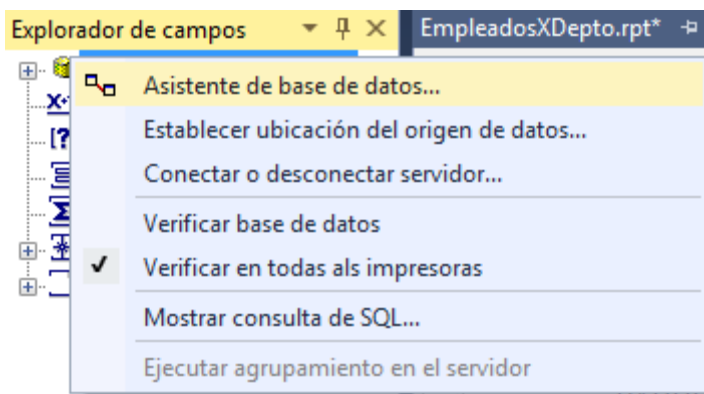 Explorador de campos
EmpleadosXDepto.rpt*
Asistente de base de datos...
Establecer ubicación del origen de datos...
Conectar o desconectar servidor...
Verificar base de datos
Verificar en todas als impresoras
Mostrar consulta de SQL...
Ejecutar agrupamiento en el servidor